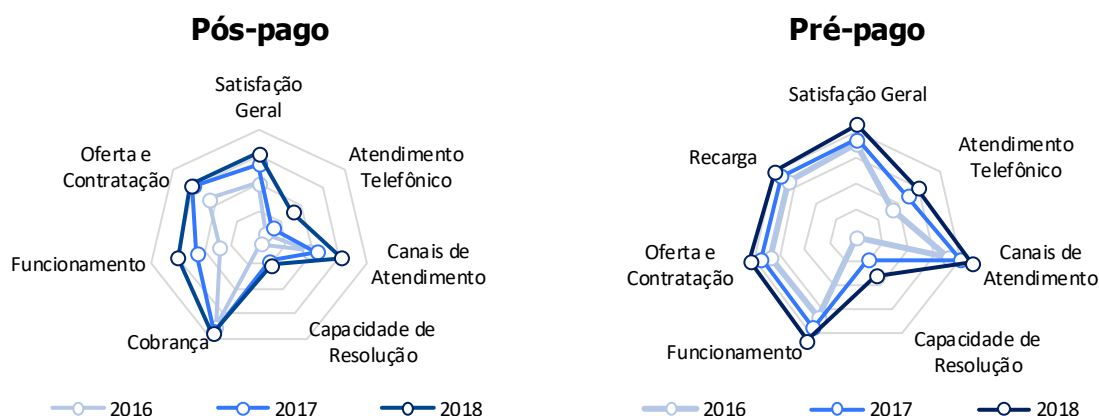 Pós-pago
Satisfação
Geral
Atendimento
Telefônico
Canais de
Atendimento
Capacidade de
Resolução
Cobrança
Funcionamento
Oferta e
Contratação
2016
2017
2018
Pré-pago
Satisfação Geral
Atendimento
Telefônico
Canais de
Atendimento
Capacidade de
Resolução
Funcionamento
Oferta e
Contratação
Recarga
2016
2017
2018